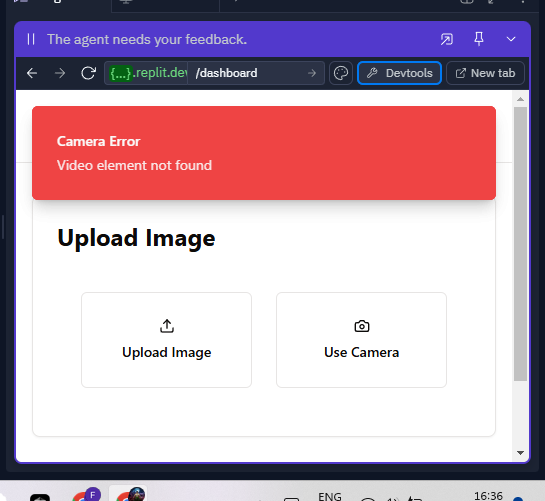 The agent needs your feedback.
{...}.replit.dev /dashboard
Devtools
New tab
Camera Error
Video element not found
Upload Image
Upload Image
Use Camera
F
ENG
16:36